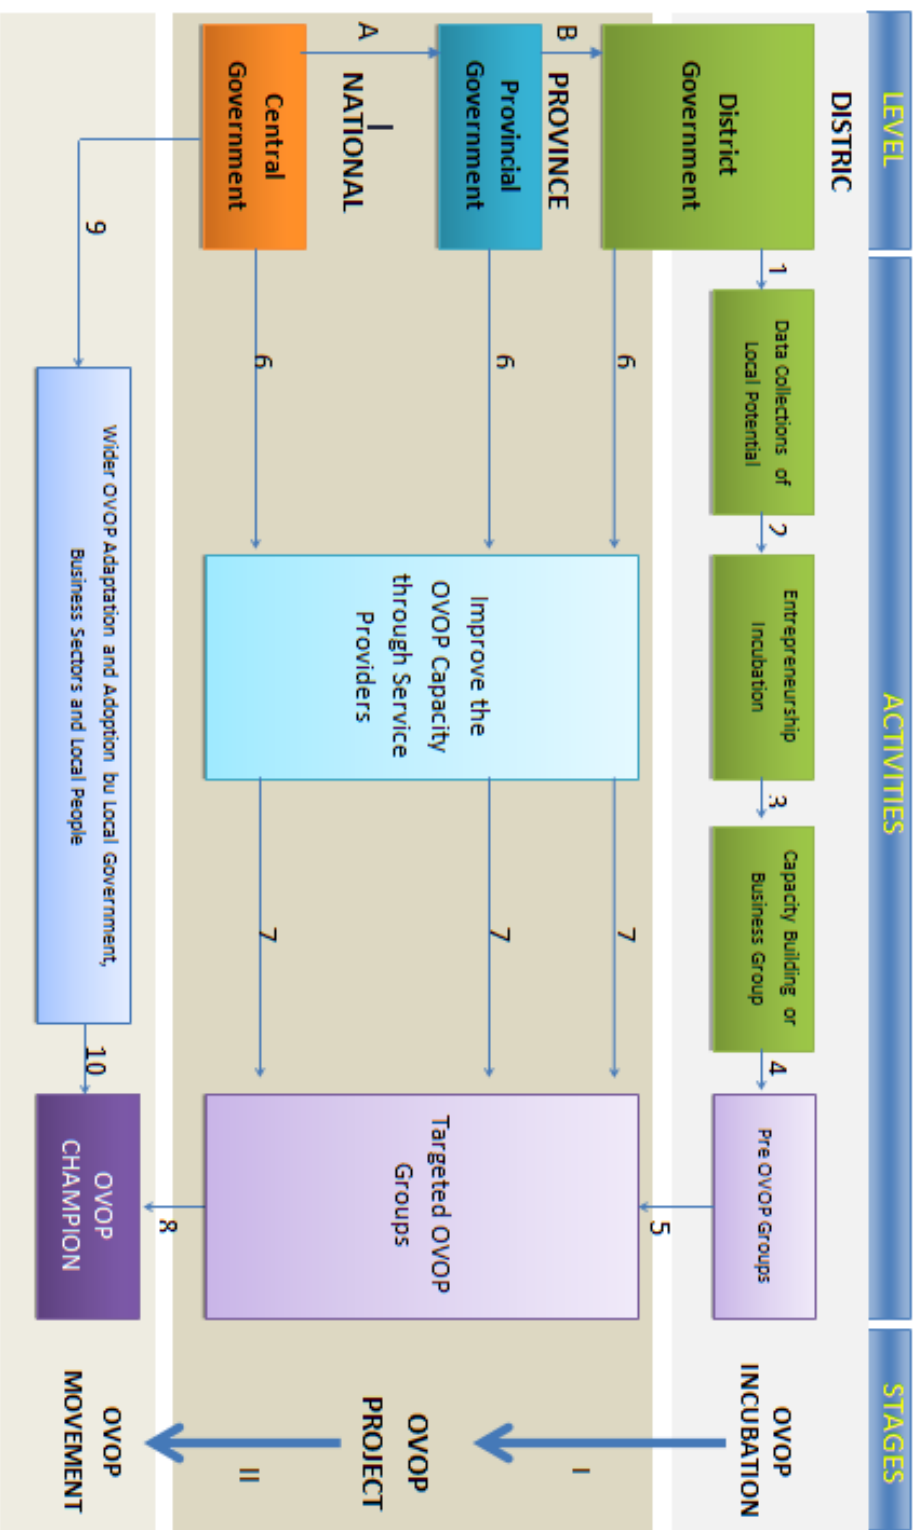 LEVEL
ACTIVITIES
STAGES
DISTRIC
District
Government
1
Data Collections of
Local Potential
2
Entrepreneurship
Incubation
3
Capacity Building or
Business Group
4
Pre OVOP Groups
OVOP
INCUBATION
5
I
B
PROVINCE
Provincial
Government
A
NATIONAL
Central
Government
6
6
6
Improve the
OVOP Capacity
through Service
Providers
7
7
7
Targeted OVOP
Groups
OVOP
PROJECT
II
8
9
Wider OVOP Adaptation and Adoption bu Local Government,
Business Sectors and Local People
10
OVOP
CHAMPION
OVOP
MOVEMENT